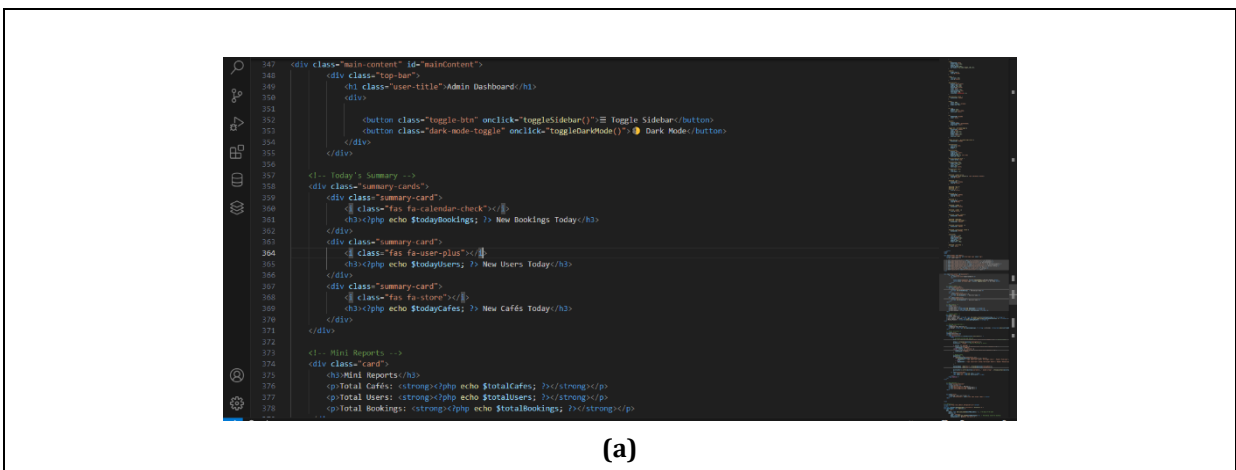 347 <div class="main-content" id="mainContent">
348 <div class="top-bar">
349 <h1 class="user-title">Admin Dashboard</h1>
350 <div>
351
352 <button class="toggle-btn" onclick="toggleSidebar()">☰ Toggle Sidebar</button>
353 <button class="dark-mode-toggle" onclick="toggleDarkMode()">🌓 Dark Mode</button>
354 </div>
355 </div>
356
357 <!-- Today's Summary -->
358 <div class="summary-cards">
359 <div class="summary-card">
360 <i class="fas fa-calendar-check"></i>
361 <h3><?php echo $todayBookings; ?> New Bookings Today</h3>
362 </div>
363 <div class="summary-card">
364 <i class="fas fa-user-plus"></i>
365 <h3><?php echo $todayUsers; ?> New Users Today</h3>
366 </div>
367 <div class="summary-card">
368 <i class="fas fa-store"></i>
369 <h3><?php echo $todayCafes; ?> New Cafés Today</h3>
370 </div>
371 </div>
372
373 <!-- Mini Reports -->
374 <div class="card">
375 <h3>Mini Reports</h3>
376 <p>Total Cafés: <strong><?php echo $totalCafes; ?></strong></p>
377 <p>Total Users: <strong><?php echo $totalUsers; ?></strong></p>
378 <p>Total Bookings: <strong><?php echo $totalBookings; ?></strong></p>
(a)